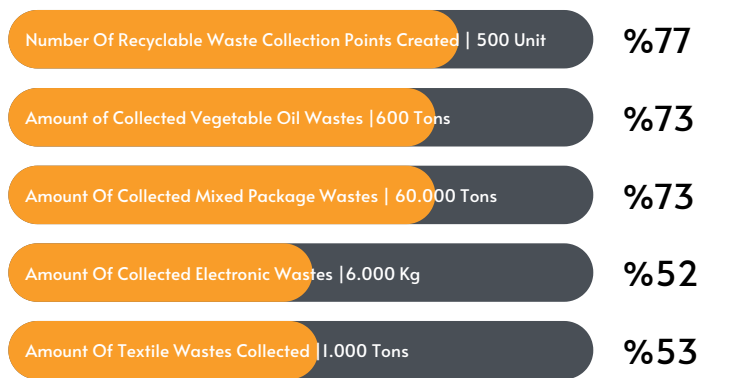 Number Of Recyclable Waste Collection Points Created | 500 Unit %77
Amount of Collected Vegetable Oil Wastes |600 Tons %73
Amount Of Collected Mixed Package Wastes | 60.000 Tons %73
Amount Of Collected Electronic Wastes |6.000 Kg %52
Amount Of Textile Wastes Collected |1.000 Tons %53